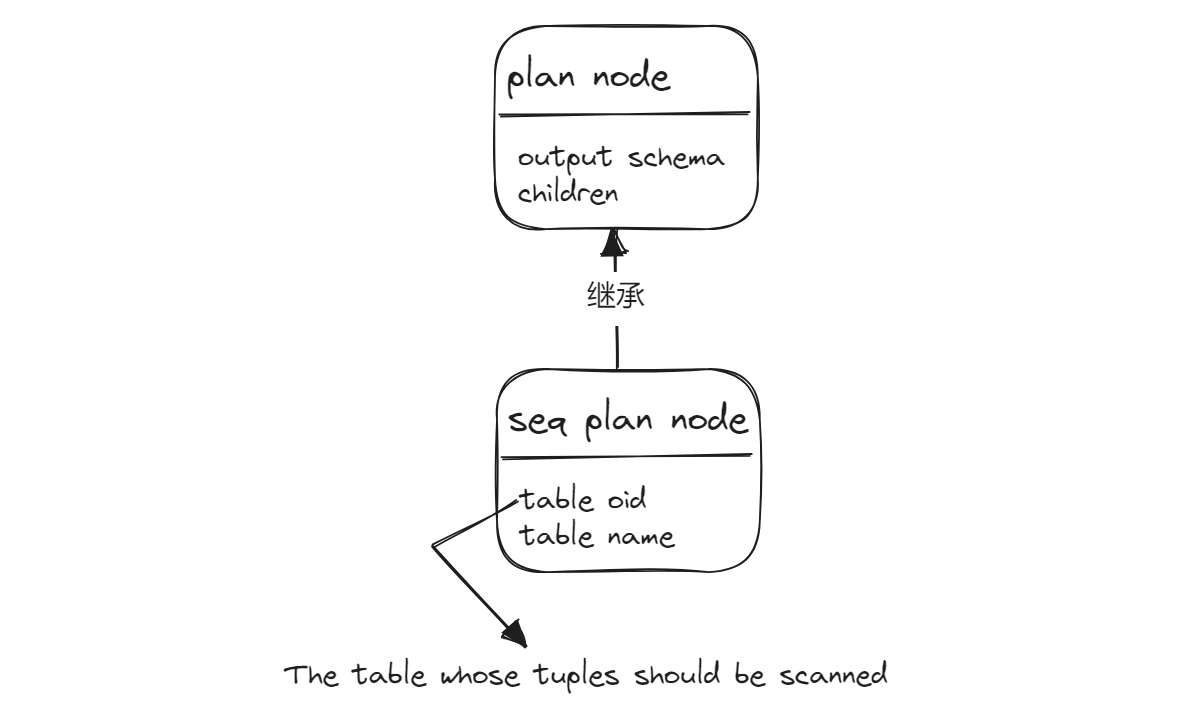 plan node
output schema
children
继承
seq plan node
table oid
table name
The table whose tuples should be scanned